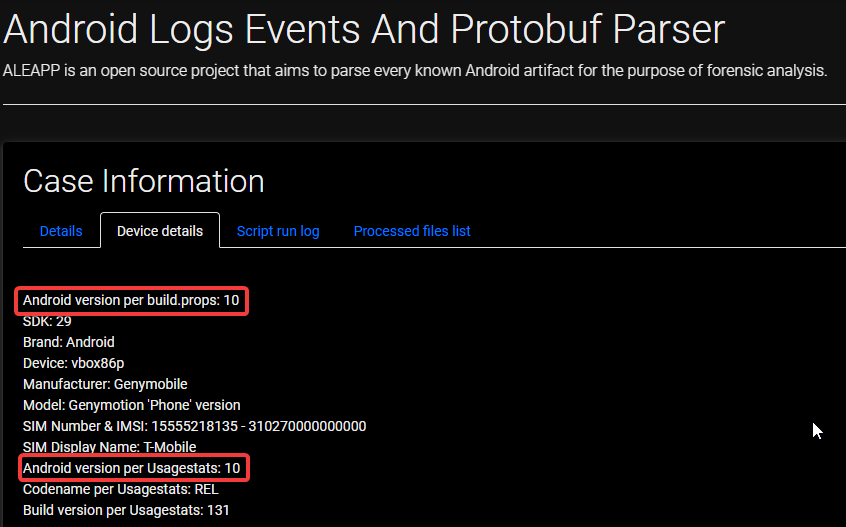 Android Logs Events And Protobuf Parser
ALEAPP is an open source project that aims to parse every known Android artifact for the purpose of forensic analysis.
Case Information
Details Device details Script run log Processed files list
Android version per build.props: 10
SDK: 29
Brand: Android
Device: vbox86p
Manufacturer: Genymobile
Model: Genymotion 'Phone' version
SIM Number & IMSI: 15555218135 - 310270000000000
SIM Display Name: T-Mobile
Android version per Usagestats: 10
Codename per Usagestats: REL
Build version per Usagestats: 131